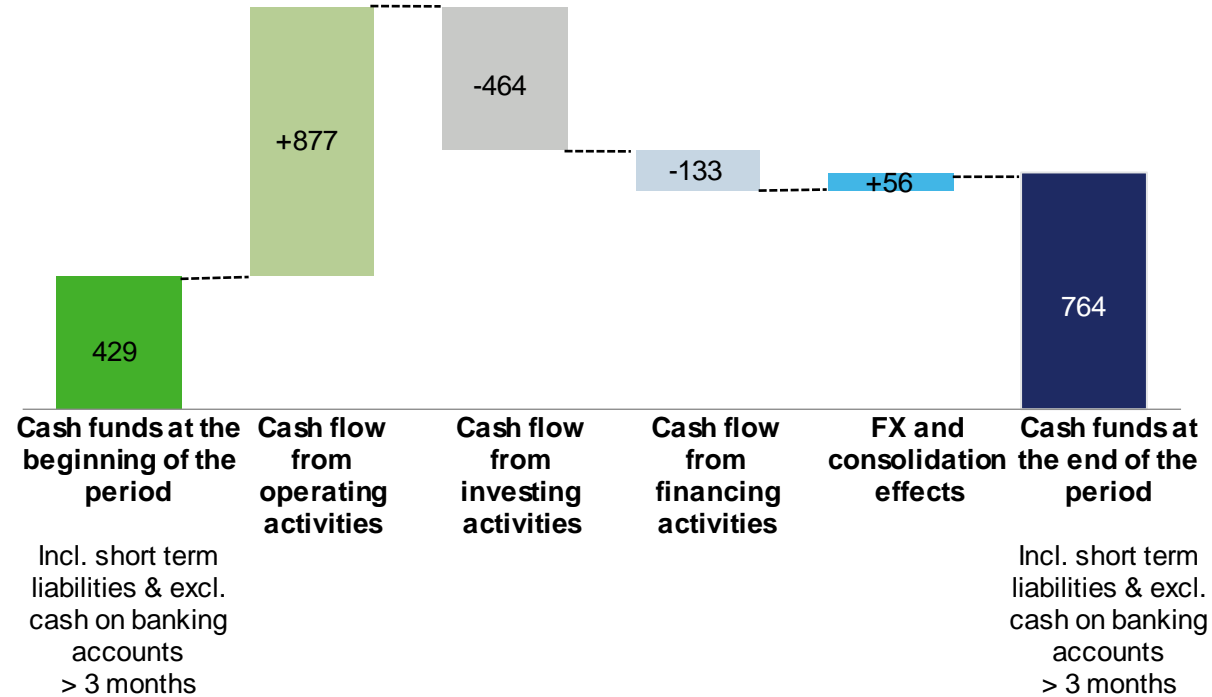 +877
-464
-133
+56
429
764
Cash funds at the
beginning of the
period
Incl. short term
liabilities & excl.
cash on banking
accounts
> 3 months
Cash flow
from
operating
activities
Cash flow
from
investing
activities
Cash flow
from
financing
activities
FX and
consolidation
effects
Cash funds at
the end of the
period
Incl. short term
liabilities & excl.
cash on banking
accounts
> 3 months